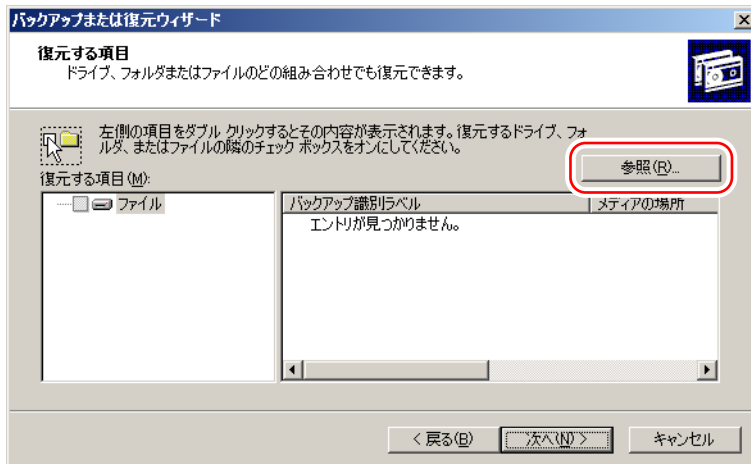 バックアップまたは復元ウィザード
復元する項目
ドライブ、フォルダまたはファイルのどの組み合わせでも復元できます。
左側の項目をダブル クリックするとその内容が表示されます。復元するドライブ、フォ
ルダ、またはファイルの隣のチェック ボックスをオンにしてください。
参照(R)...
復元する項目(M):
ファイル
バックアップ識別ラベル
メディアの場所
エントリが見つかりません。
< 戻る(B)
次へ(N) >
キャンセル